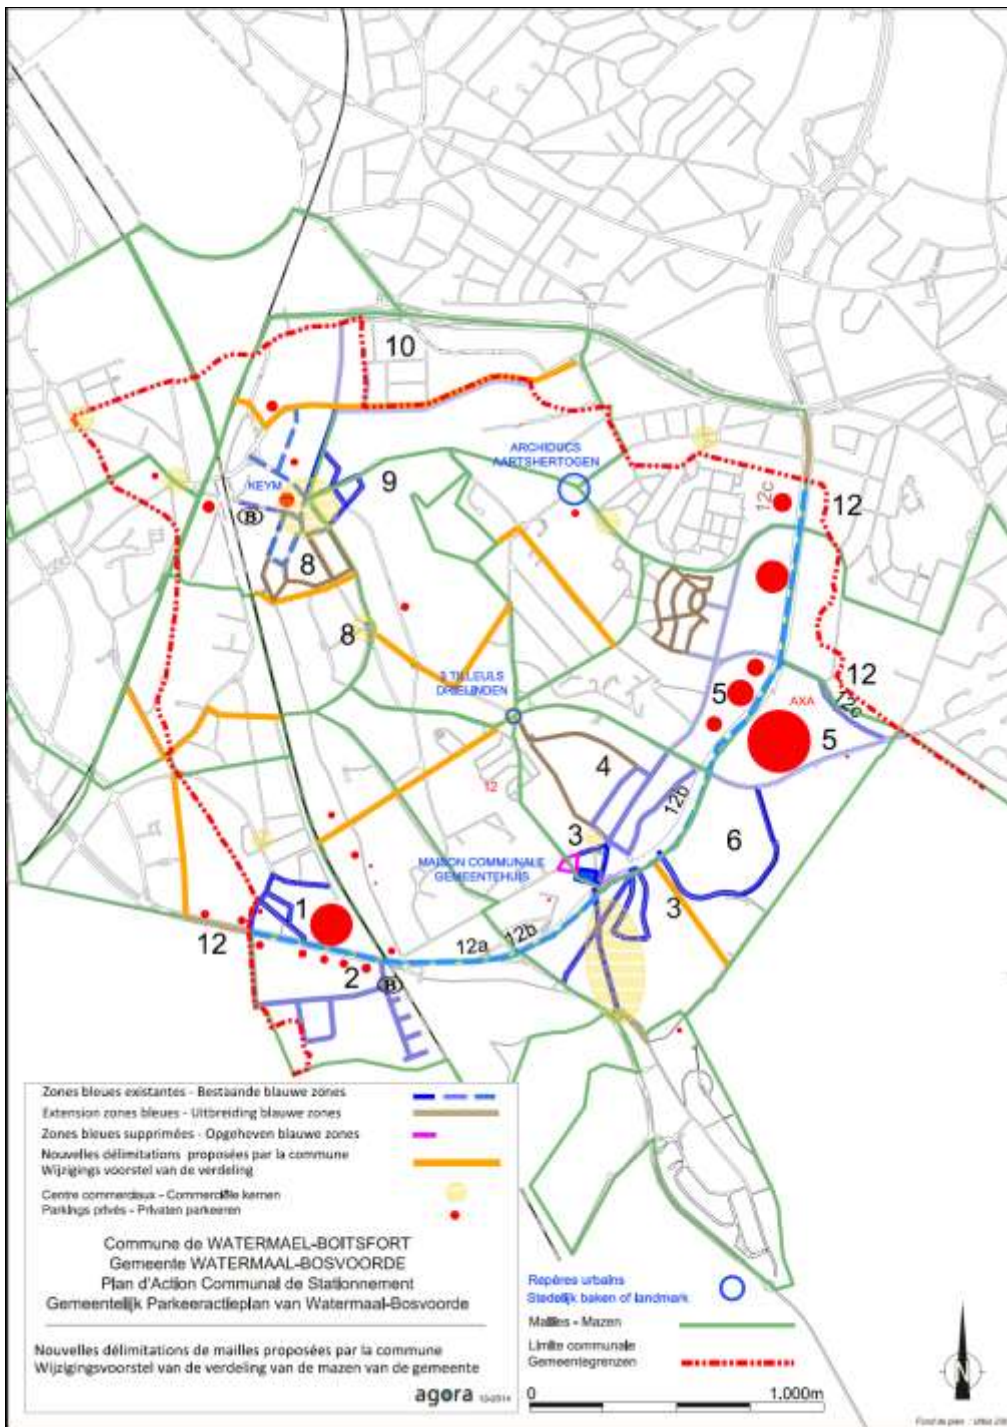 10
ARCHIDUCS
AARTSHERTOGEN
KEYM
9
12c
12
B
8
8
3 TILLEULS
DRIELINDEN
12
12c
5
AXA
5
4
12
12b
3
6
MAISON COMMUNALE
GEMEENTEHUIS
1
3
12
12a
12b
2
B
Zones bleues existantes - Bestaande blauwe zones
Extension zones bleues - Uitbreiding blauwe zones
Zones bleues supprimées - Opgeheven blauwe zones
Nouvelles délimitations proposées par la commune
Wijzigings voorstel van de verdeling
Centre commerciaux - Commerciële kernen
Parkings privés - Privaten parkeeren
Commune de WATERMAEL-BOITSFORT
Gemeente WATERMAAL-BOSVOORDE
Plan d'Action Communal de Stationnement
Gemeentelijk Parkeeractieplan van Watermaal-Bosvoorde
Nouvelles délimitations de mailles proposées par la commune
Wijzigingsvoorstel van de verdeling van de mazen van de gemeente
agora
Repères urbains
Stedelijk baken of landmark
Mailles - Mazen
Limite communale
Gemeentegrenzen
0 1.000m
N
Fond de plan :